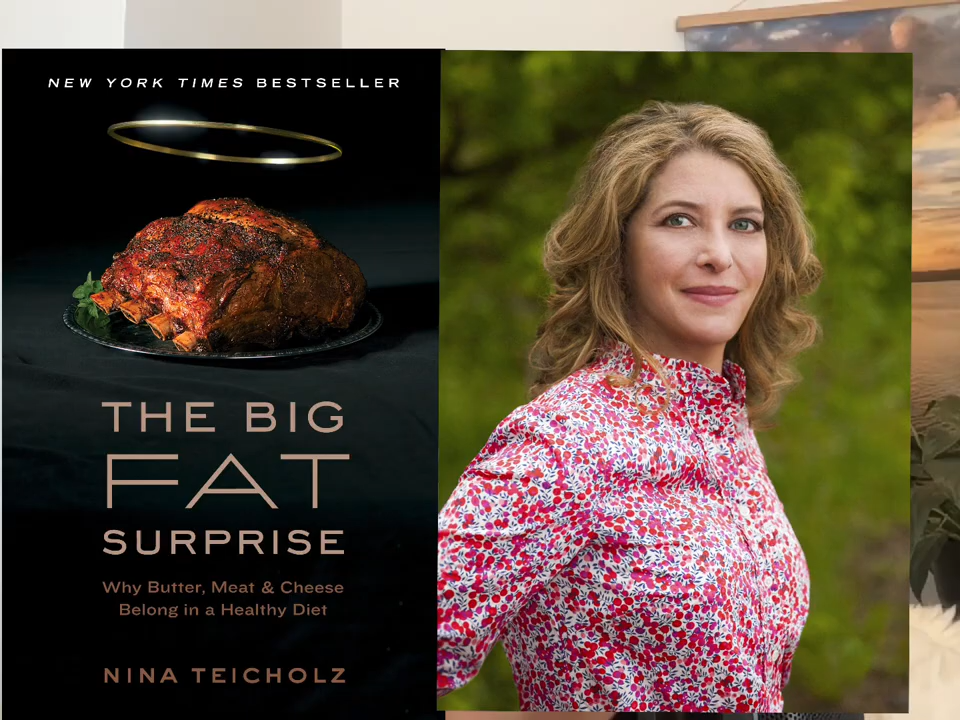 NEW YORK TIMES BESTSELLER
THE BIG
FAT
SURPRISE
Why Butter, Meat & Cheese
Belong in a Healthy Diet
NINA TEICHOLZ